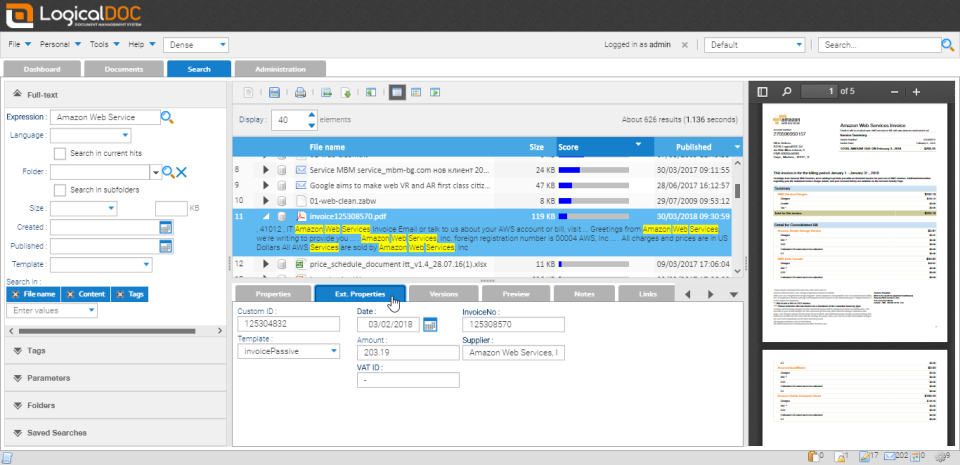 LogicalDOC
DOCUMENT MANAGEMENT SYSTEM
File Personal Tools Help Dense
Logged in as admin Default Search...
Dashboard Documents Search Administration
Full-text
Expression: Amazon Web Service
Language:
Search in current hits
Folder:
Search in subfolders
Size: KB
Created:
Published:
Template:
Search in:
File name Content Tags
Enter values
Tags
Parameters
Folders
Saved Searches
Display: 40 elements
About 626 results (1.136 seconds)
File name Size Score Published
8 Service MBM service_mbm-bg.com нов клиент 20... 24 KB 30/03/2017 09:11:55
9 Google aims to make web VR and AR first class citiz... 47 KB 28/06/2017 16:12:57
10 01-web-clean.zabw 8 KB 29/07/2009 09:53:12
11 invoice125308570.pdf 119 KB 30/03/2018 09:30:59
, 41012 , IT Amazon Web Services Invoice Email or talk to us about your AWS account or bill, visit... Greetings from Amazon Web Services,
we're writing to provide you ... Amazon Web Services, Inc, foreign registration number is 00004 AWS, Inc ... All charges and prices are in US
Dollars All AWS Services are sold by Amazon Web Services, Inc
12 price_schedule_document itt_v1.4_28.07.16(1).xlsx 11 KB 09/03/2017 17:06:04
Properties Ext. Properties Versions Preview Notes Links
Custom ID: Date: InvoiceNo:
125304832 03/02/2018 125308570
Template: Amount: Supplier:
invoicePassive 203.19 Amazon Web Services, I
VAT ID:
-
1 of 5
Amazon Web Services Invoice
Service Summary
Summary
Detail for Consolidated Bill
0 1 17 202 0 9